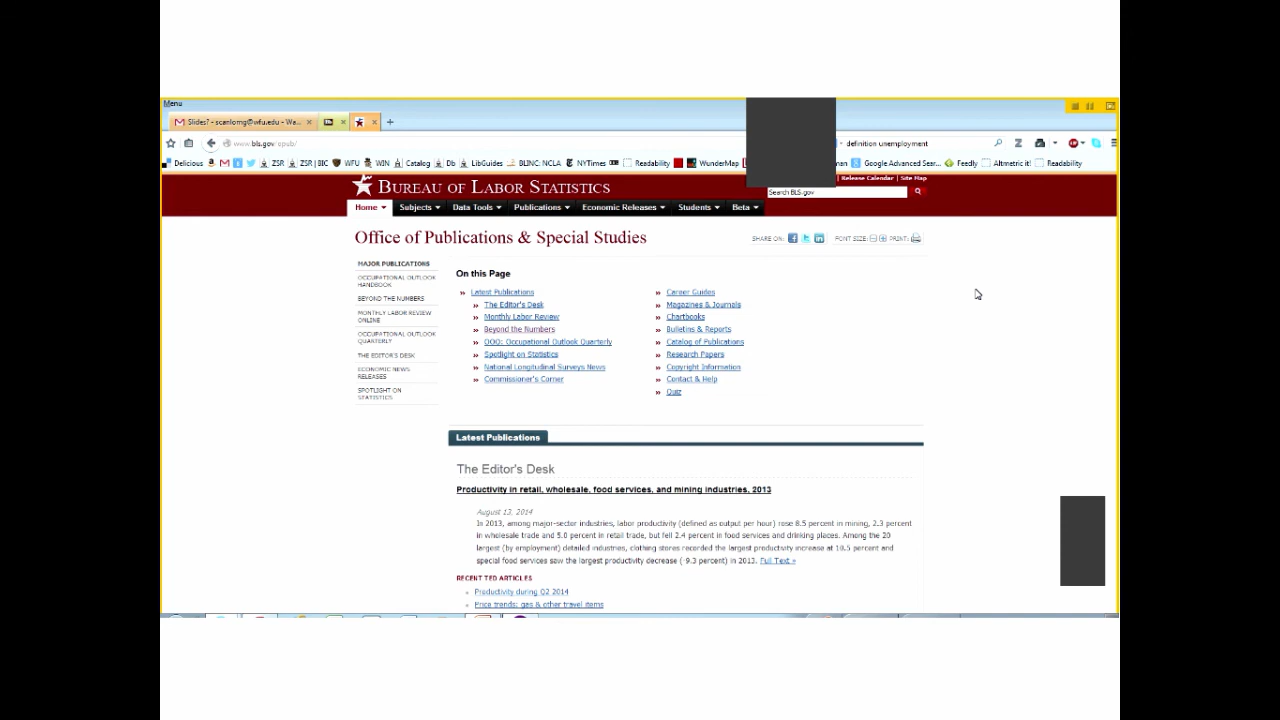 Menu
Slides? - scanlomg@wfu.edu - Wa...
www.bls.gov/opub/
definition unemployment
Delicious ZSR ZSR|BIC WFU WIN Catalog Db LibGuides BLINC: NCLA NYTimes Readability WunderMap Google Advanced Sear... Feedly Altmetric it! Readability
Release Calendar | Site Map
BUREAU OF LABOR STATISTICS
Search BLS.gov
Home Subjects Data Tools Publications Economic Releases Students Beta
Office of Publications & Special Studies
SHARE ON: FONT SIZE: PRINT:
MAJOR PUBLICATIONS
OCCUPATIONAL OUTLOOK
HANDBOOK
BEYOND THE NUMBERS
MONTHLY LABOR REVIEW
ONLINE
OCCUPATIONAL OUTLOOK
QUARTERLY
THE EDITOR'S DESK
ECONOMIC NEWS
RELEASES
SPOTLIGHT ON
STATISTICS
On this Page
Latest Publications
The Editor's Desk
Monthly Labor Review
Beyond the Numbers
OOQ: Occupational Outlook Quarterly
Spotlight on Statistics
National Longitudinal Surveys News
Commissioner's Corner
Career Guides
Magazines & Journals
Chartbooks
Bulletins & Reports
Catalog of Publications
Research Papers
Copyright Information
Contact & Help
Quiz
Latest Publications
The Editor's Desk
Productivity in retail, wholesale, food services, and mining industries, 2013
August 13, 2014
In 2013, among major-sector industries, labor productivity (defined as output per hour) rose 8.5 percent in mining, 2.3 percent
in wholesale trade and 5.0 percent in retail trade, but fell 2.4 percent in food services and drinking places. Among the 20
largest (by employment) detailed industries, clothing stores recorded the largest productivity increase at 10.5 percent and
special food services saw the largest productivity decrease (-9.3 percent) in 2013. Full Text »
RECENT TED ARTICLES
Productivity during Q2 2014
Price trends: gas & other travel items